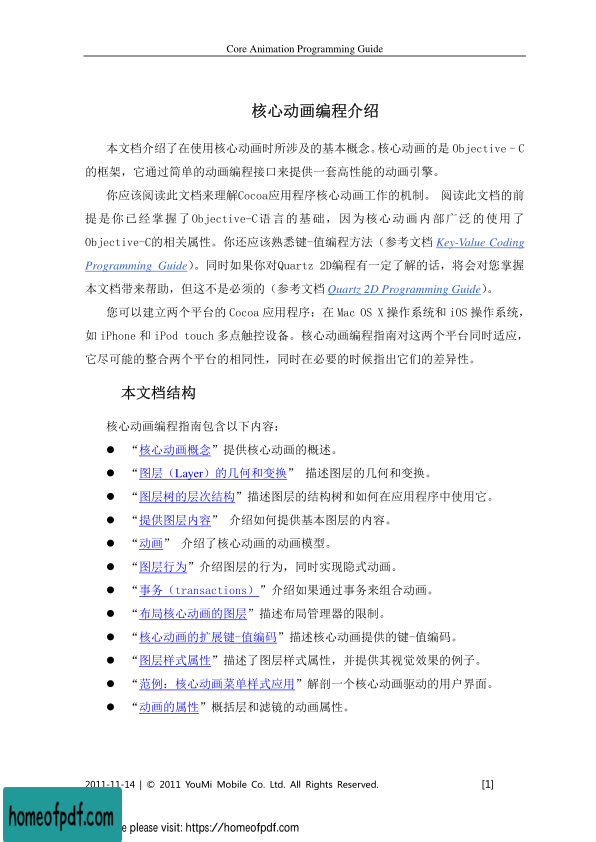 Core Animation Programming Guide
核心动画编程介绍
本文档介绍了在使用核心动画时所涉及的基本概念。核心动画的是 Objective–C
的框架，它通过简单的动画编程接口来提供一套高性能的动画引擎。
你应该阅读此文档来理解Cocoa应用程序核心动画工作的机制。 阅读此文档的前
提是你已经掌握了Objective-C语言的基础，因为核心动画内部广泛的使用了
Objective-C的相关属性。你还应该熟悉键-值编程方法（参考文档 Key-Value Coding
Programming Guide）。同时如果你对Quartz 2D编程有一定了解的话，将会对您掌握
本文档带来帮助，但这不是必须的（参考文档 Quartz 2D Programming Guide）。
您可以建立两个平台的 Cocoa 应用程序：在 Mac OS X 操作系统和 iOS 操作系统，
如 iPhone 和 iPod touch 多点触控设备。核心动画编程指南对这两个平台同时适应，
它尽可能的整合两个平台的相同性，同时在必要的时候指出它们的差异性。
本文档结构
核心动画编程指南包含以下内容：
● “核心动画概念”提供核心动画的概述。
● “图层（Layer）的几何和变换” 描述图层的几何和变换。
● “图层树的层次结构”描述图层的结构树和如何在应用程序中使用它。
● “提供图层内容” 介绍如何提供基本图层的内容。
● “动画” 介绍了核心动画的动画模型。
● “图层行为”介绍图层的行为，同时实现隐式动画。
● “事务（transactions）”介绍如果通过事务来组合动画。
● “布局核心动画的图层”描述布局管理器的限制。
● “核心动画的扩展键-值编码”描述核心动画提供的键-值编码。
● “图层样式属性”描述了图层样式属性，并提供其视觉效果的例子。
● “范例：核心动画菜单样式应用”解剖一个核心动画驱动的用户界面。
● “动画的属性”概括层和滤镜的动画属性。
2011-11-14 | © 2011 YouMi Mobile Co. Ltd. All Rights Reserved. [1]
homeofpdf.com
please visit: https://homeofpdf.com